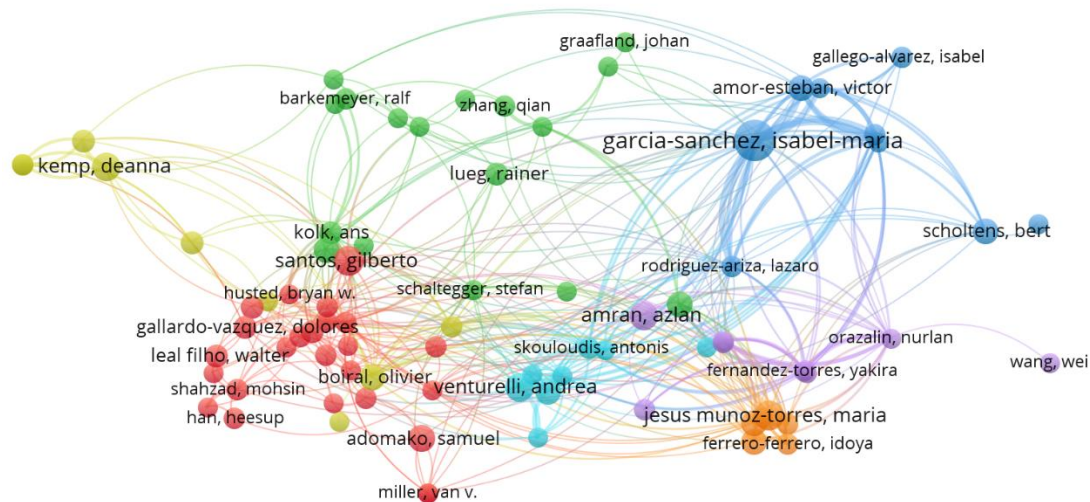 graafland, johan
gallego-alvarez, isabel
barkemeyer, ralf
zhang, qian
amor-esteban, victor
garcia-sanchez, isabel-maria
kemp, deanna
lueg, rainer
kolk, ans
scholtens, bert
santos, gilberto
rodriguez-ariza, lazaro
husted, bryan w.
schaltegger, stefan
gallardo-vazquez, dolores
amran, azlan
orazalin, nurlan
leal filho, walter
skouloudis, antonis
wang, wei
boiral, olivier
fernandez-torres, yakira
shahzad, mohsin
venturelli, andrea
han, heesup
jesus munoz-torres, maria
adomako, samuel
ferrero-ferrero, idoya
miller, van v.